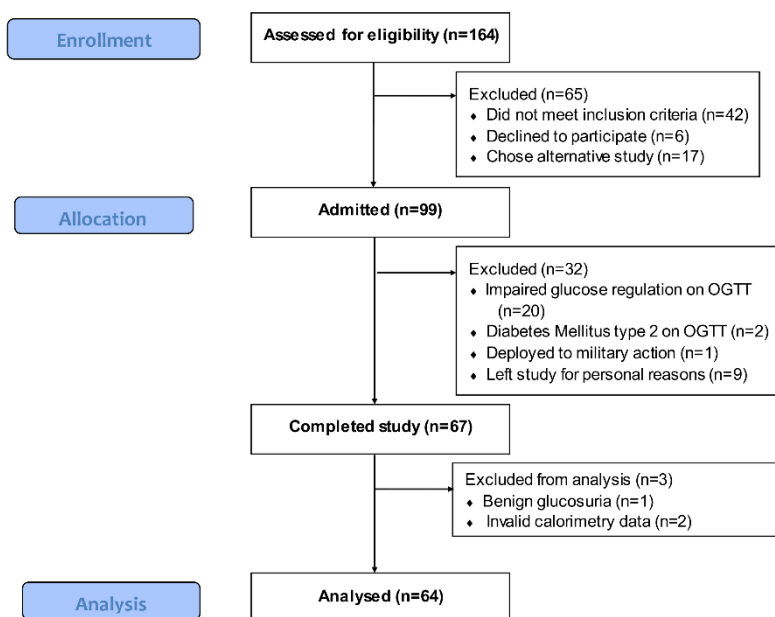 Enrollment
Assessed for eligibility (n=164)
Excluded (n=65)
♦ Did not meet inclusion criteria (n=42)
♦ Declined to participate (n=6)
♦ Chose alternative study (n=17)
Allocation
Admitted (n=99)
Excluded (n=32)
♦ Impaired glucose regulation on OGTT
(n=20)
♦ Diabetes Mellitus type 2 on OGTT (n=2)
♦ Deployed to military action (n=1)
♦ Left study for personal reasons (n=9)
Completed study (n=67)
Excluded from analysis (n=3)
♦ Benign glucosuria (n=1)
♦ Invalid calorimetry data (n=2)
Analysis
Analysed (n=64)